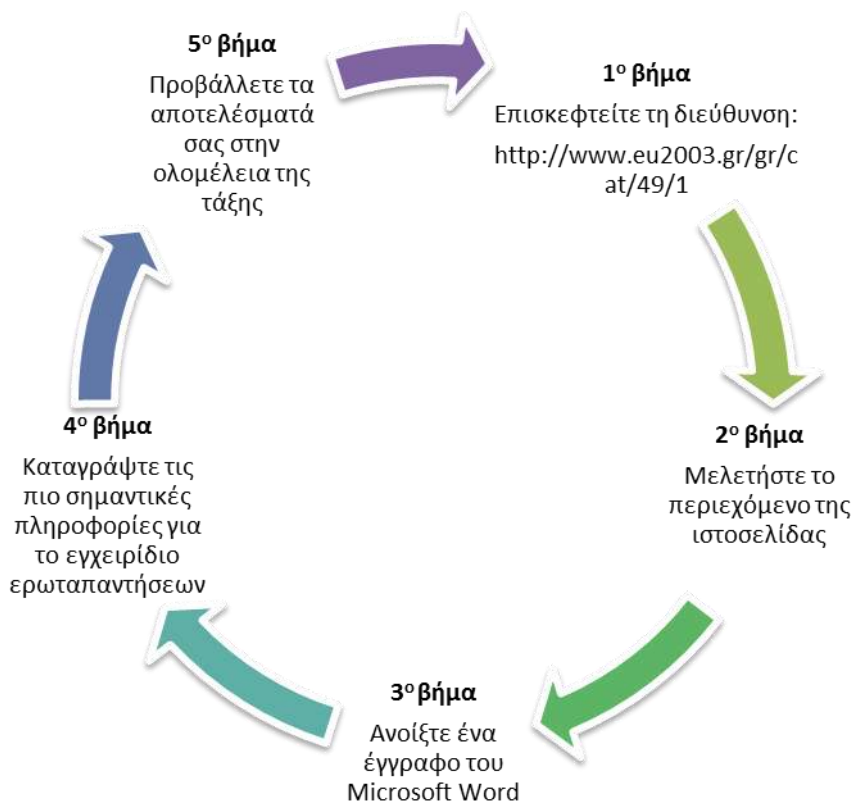 1ο βήμα
Επισκεφτείτε τη διεύθυνση:
http://www.eu2003.gr/gr/c
at/49/1
2ο βήμα
Μελετήστε το
περιεχόμενο της
ιστοσελίδας
3ο βήμα
Ανοίξτε ένα
έγγραφο του
Microsoft Word
4ο βήμα
Καταγράψτε τις
πιο σημαντικές
πληροφορίες για
το εγχειρίδιο
ερωταπαντήσεων
5ο βήμα
Προβάλλετε τα
αποτελέσματά
σας στην
ολομέλεια της
τάξης